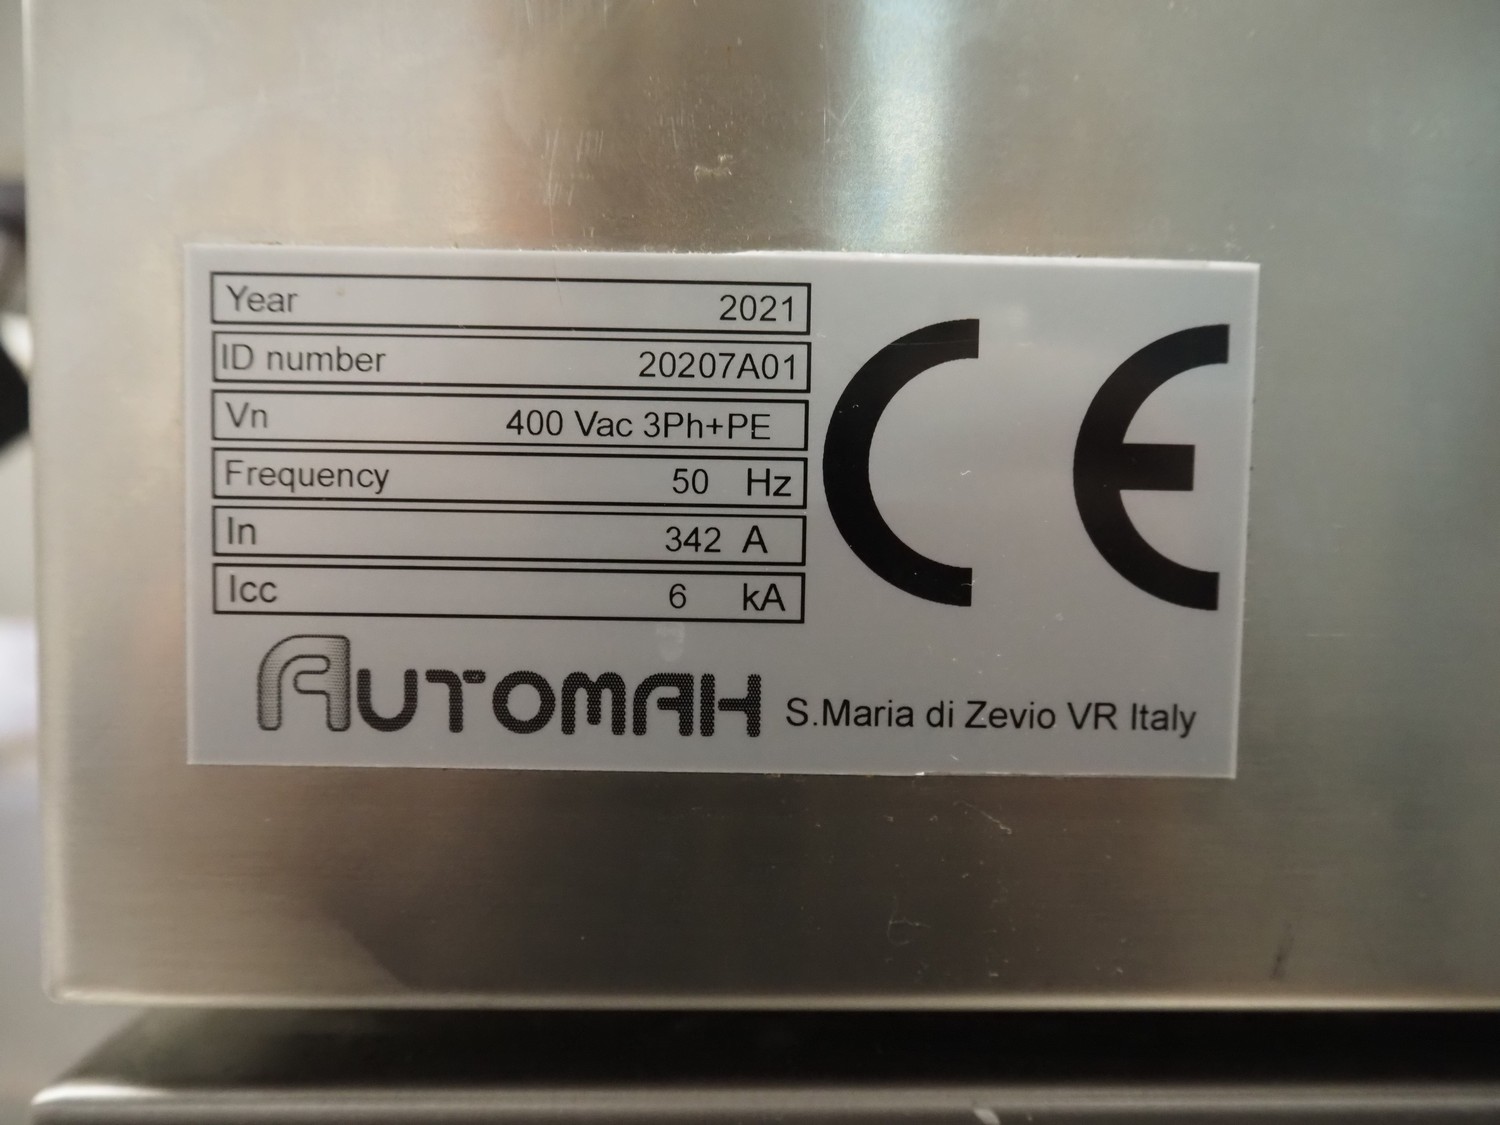 Year 2021
ID number 20207A01
Vn 400 Vac 3Ph+PE
Frequency 50 Hz
In 342 A
Icc 6 kA
CE
AUTOMAH S.Maria di Zevio VR Italy